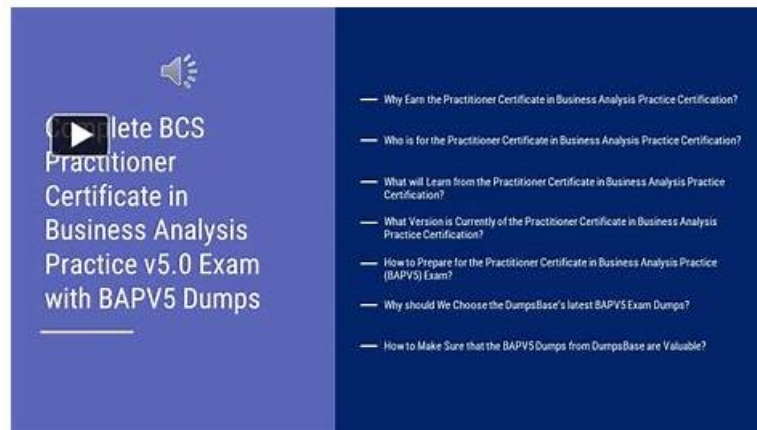 Complete BCS
Practitioner
Certificate in
Business Analysis
Practice v5.0 Exam
with BAPV5 Dumps
Why Earn the Practitioner Certificate in Business Analysis Practice Certification?
Who is for the Practitioner Certificate in Business Analysis Practice Certification?
What will Learn from the Practitioner Certificate in Business Analysis Practice
Certification?
What Version is Currently of the Practitioner Certificate in Business Analysis
Practice Certification?
How to Prepare for the Practitioner Certificate in Business Analysis Practice
(BAPV5) Exam?
Why should We Choose the DumpsBase's latest BAPV5 Exam Dumps?
How to Make Sure that the BAPV5 Dumps from DumpsBase are Valuable?